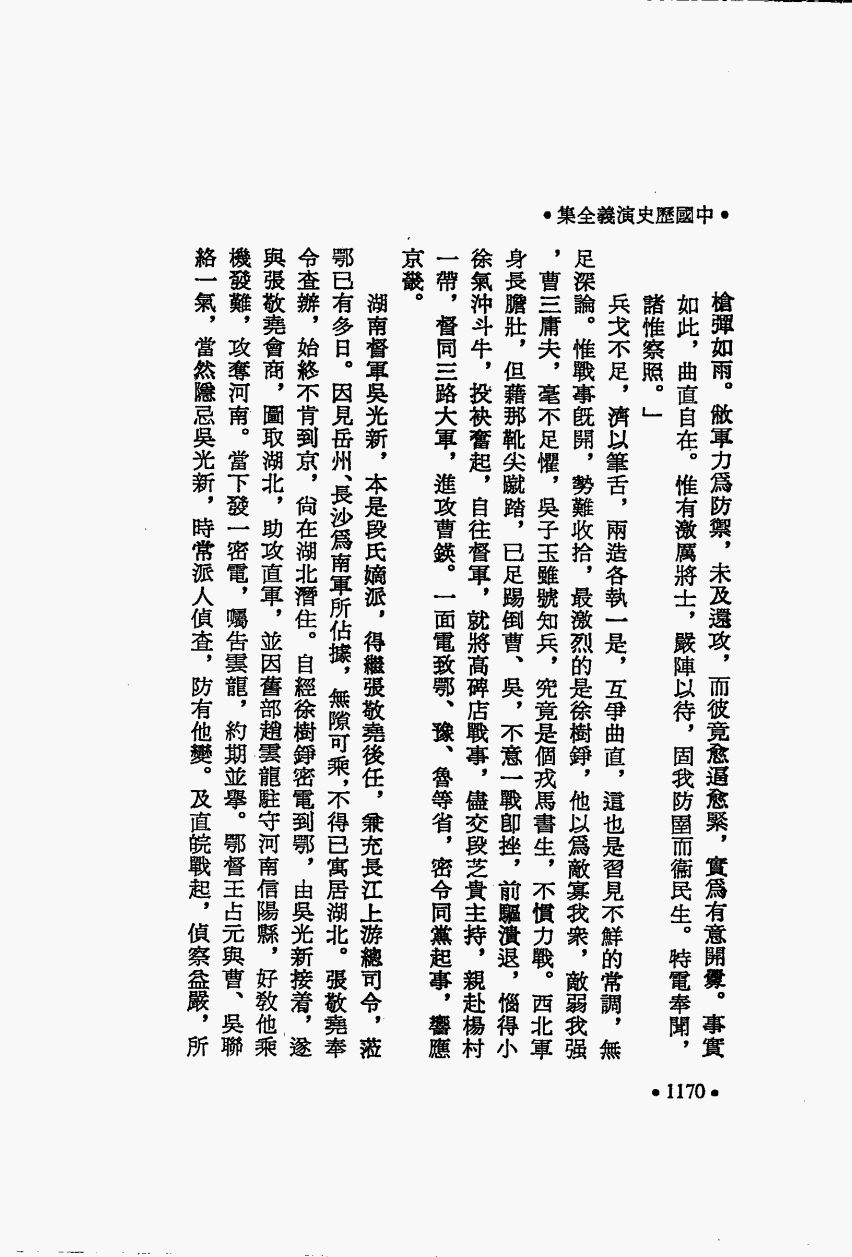 •中國歷史演義全集•
槍彈如雨。敝軍力為防禦，未及還攻，而彼竟愈逼愈緊，實為有意開釁。事實
如此，曲直自在。惟有激厲將士，嚴陣以待，固我防圉而衞民生。特電奉聞，
諸惟察照。」
兵戈不足，濟以筆舌，兩造各執一是，互爭曲直，這也是習見不鮮的常調，無
足深論。惟戰事既開，勢難收拾，最激烈的是徐樹錚，他以為敵寡我衆，敵弱我强
，曹三庸夫，毫不足懼，吳子玉雖號知兵，究竟是個戎馬書生，不慣力戰。西北軍
身長膽壯，但藉那靴尖蹴踏，已足踢倒曹、吳，不意一戰卽挫，前驅潰退，惱得小
徐氣沖斗牛，投袂奮起，自往督軍，就將高碑店戰事，儘交段芝貴主持，親赴楊村
一帶，督同三路大軍，進攻曹錕。一面電致鄂、豫、魯等省，密令同黨起事，響應
京畿。
湖南督軍吳光新，本是段氏嫡派，得繼張敬堯後任，兼充長江上游總司令，蒞
鄂已有多日。因見岳州、長沙為南軍所佔據，無隙可乘，不得已寓居湖北。張敬堯奉
令查辦，始終不肯到京，尚在湖北潛住。自經徐樹錚密電到鄂，由吳光新接着，遂
與張敬堯會商，圖取湖北，助攻直軍，並因舊部趙雲龍駐守河南信陽縣，好教他乘
機發難，攻奪河南。當下發一密電，囑告雲龍，約期並舉。鄂督王占元與曹、吳聯
絡一氣，當然隱忌吳光新，時常派人偵查，防有他變。及直皖戰起，偵察益嚴，所
•1170•